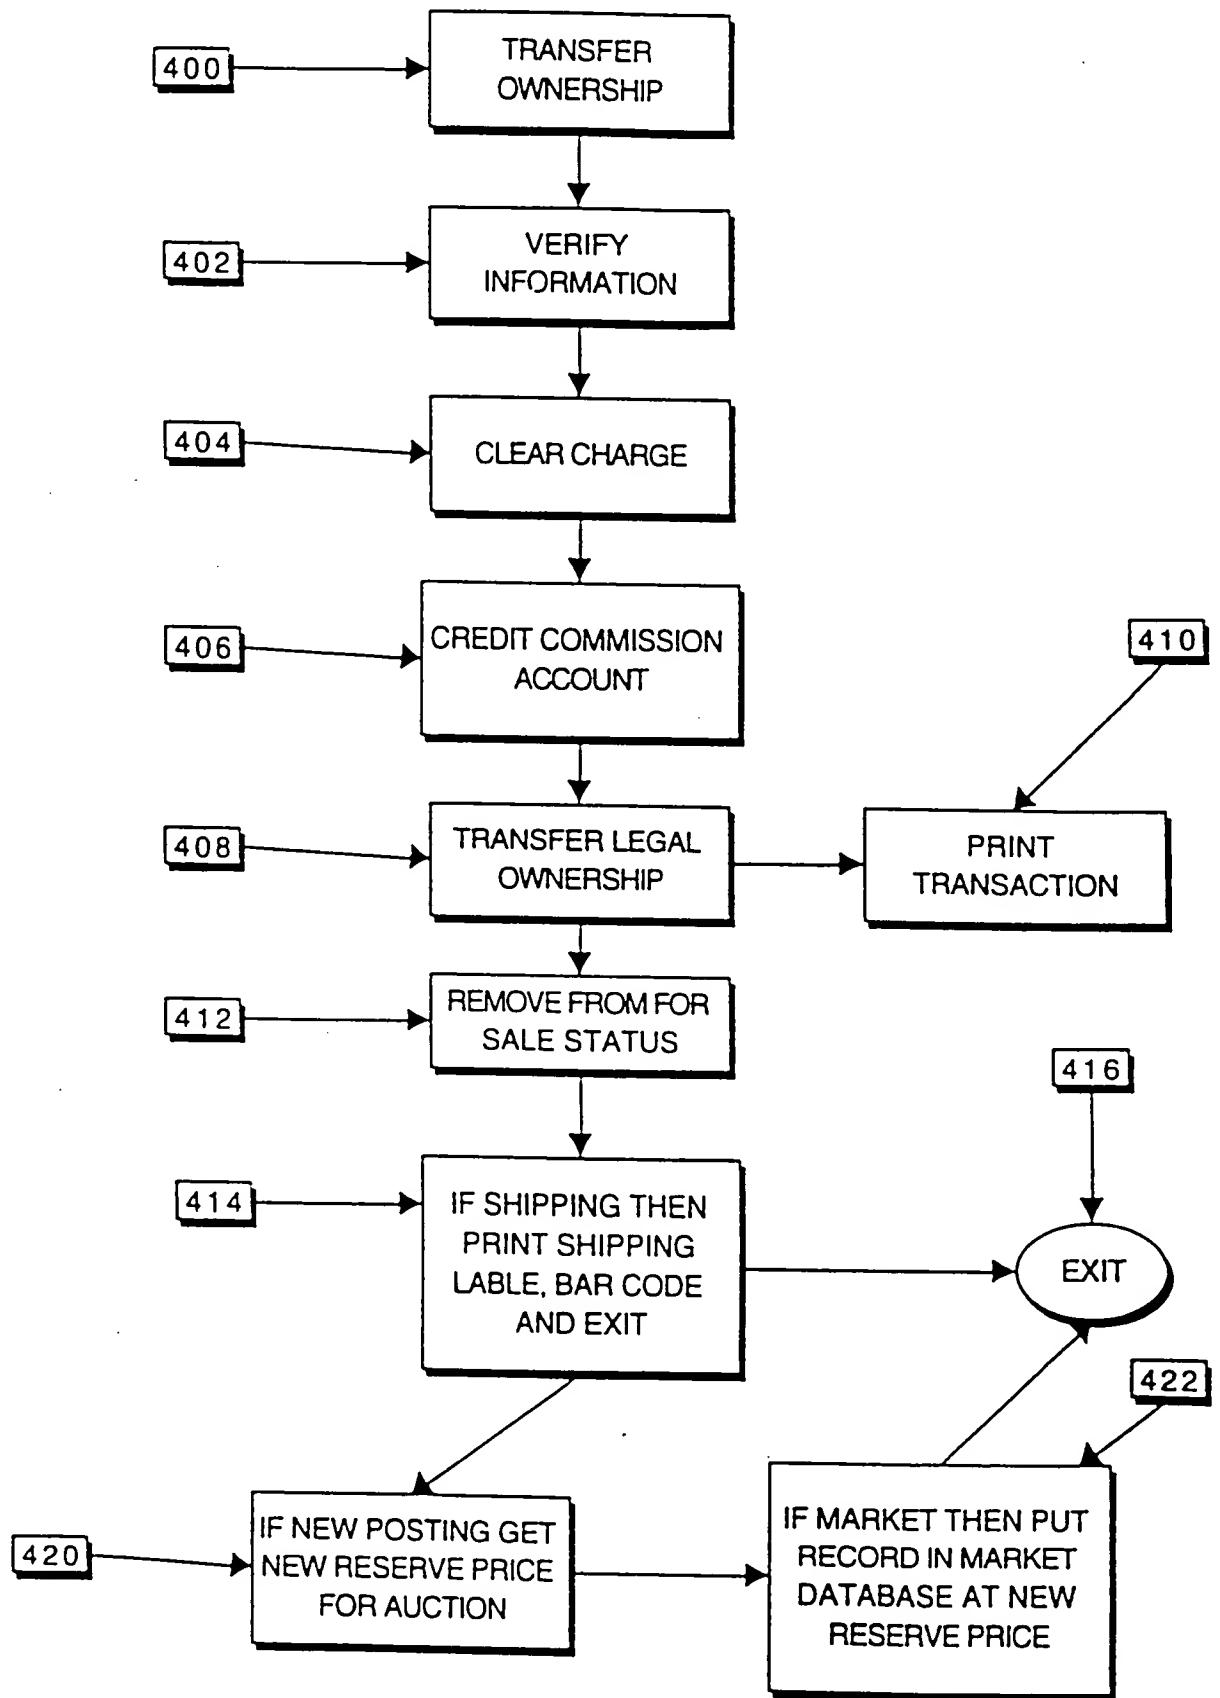 400
TRANSFER
OWNERSHIP
402
VERIFY
INFORMATION
404
CLEAR CHARGE
406
CREDIT COMMISSION
ACCOUNT
410
408
TRANSFER LEGAL
OWNERSHIP
PRINT
TRANSACTION
412
REMOVE FROM FOR
SALE STATUS
416
414
IF SHIPPING THEN
PRINT SHIPPING
LABLE, BAR CODE
AND EXIT
EXIT
422
420
IF NEW POSTING GET
NEW RESERVE PRICE
FOR AUCTION
IF MARKET THEN PUT
RECORD IN MARKET
DATABASE AT NEW
RESERVE PRICE